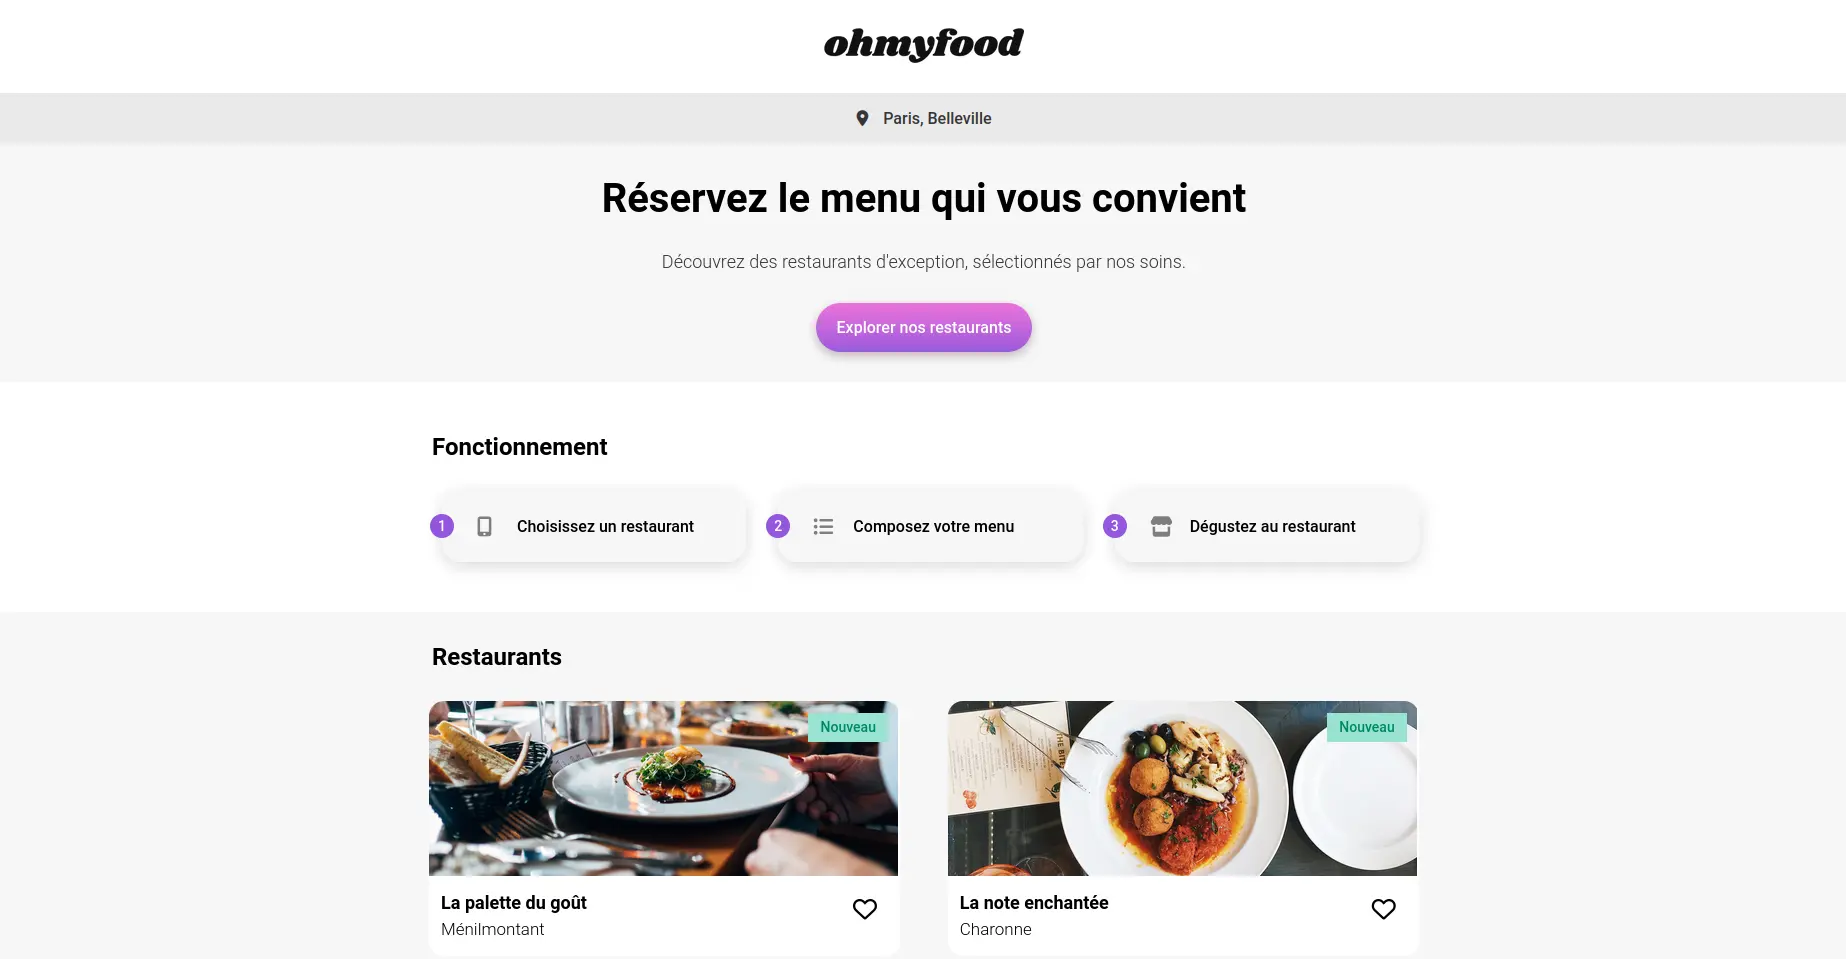 ohmyfood
Paris, Belleville
Réservez le menu qui vous convient
Découvrez des restaurants d'exception, sélectionnés par nos soins.
Explorer nos restaurants
Fonctionnement
1 Choisissez un restaurant
2 Composez votre menu
3 Dégustez au restaurant
Restaurants
Nouveau
Nouveau
La palette du goût
Ménilmontant
La note enchantée
Charonne